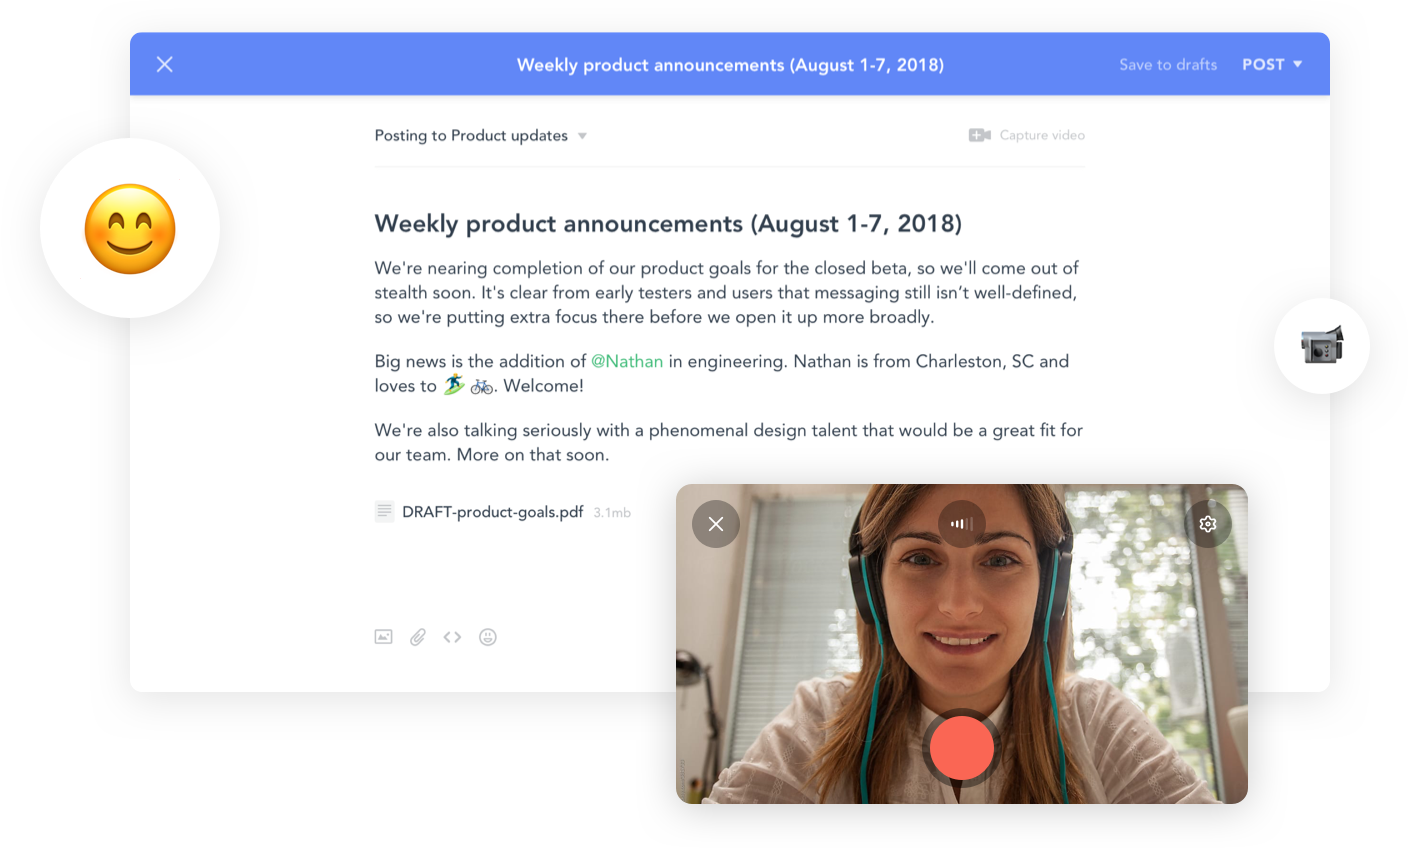 Weekly product announcements (August 1-7, 2018)
Save to drafts
POST
Posting to Product updates
Capture video
Weekly product announcements (August 1-7, 2018)
We're nearing completion of our product goals for the closed beta, so we'll come out of
stealth soon. It's clear from early testers and users that messaging still isn’t well-defined,
so we're putting extra focus there before we open it up more broadly.
Big news is the addition of @Nathan in engineering. Nathan is from Charleston, SC and
loves to 🏄‍♂️ 🚲. Welcome!
We're also talking seriously with a phenomenal design talent that would be a great fit for
our team. More on that soon.
DRAFT-product-goals.pdf 3.1mb